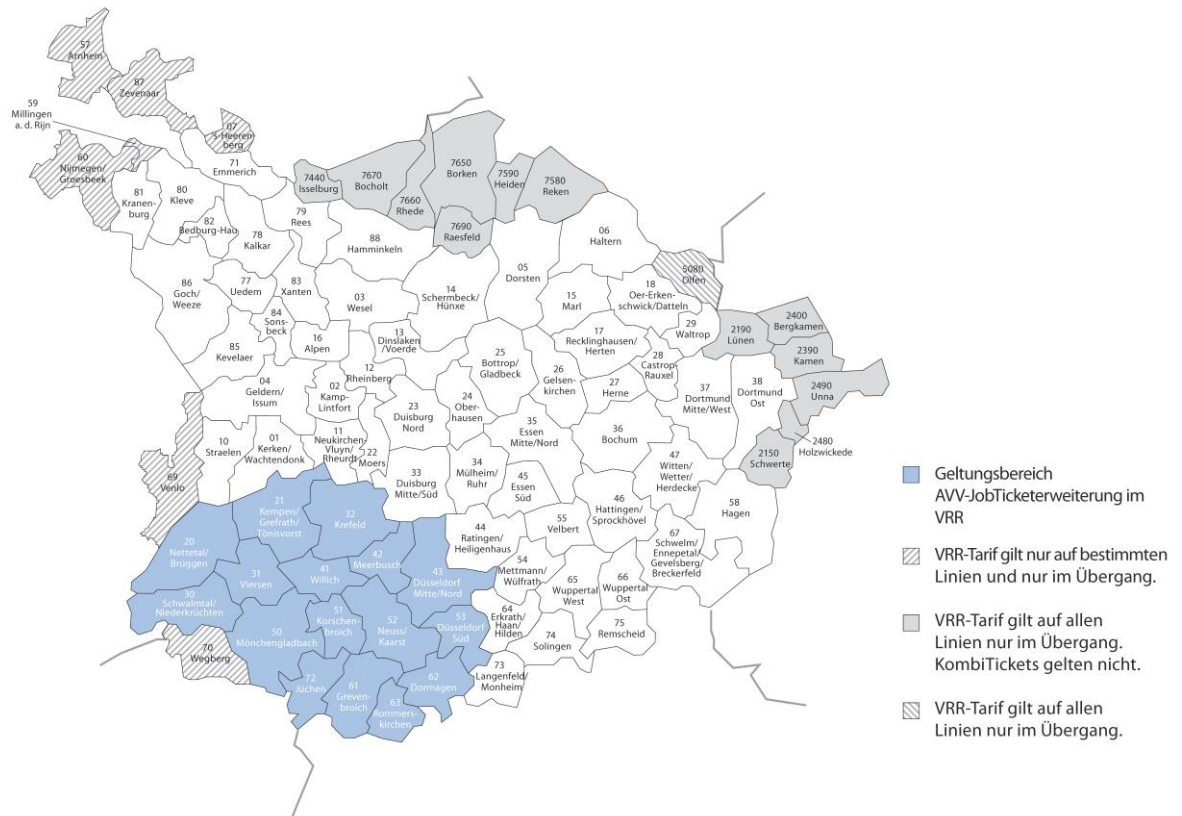 57
Arnhem
87
Zevenaar
59
Millingen
a. d. Rijn
07
's-Heeren-
berg
60
Nijmegen/
Groesbeek
71
Emmerich
7440
Isselburg
7670
Bocholt
7650
Borken
7590
Heiden
7580
Reken
7660
Rhede
7690
Raesfeld
81
Kranen-
burg
80
Kleve
82
Bedburg-Hau
78
Kalkar
79
Rees
88
Hamminkeln
06
Haltern
05
Dorsten
5080
Olfen
86
Goch/
Weeze
77
Uedem
83
Xanten
03
Wesel
14
Schermbeck/
Hünxe
15
Marl
18
Oer-Erken-
schwick/Datteln
29
Waltrop
2190
Lünen
2400
Bergkamen
2390
Kamen
2490
Unna
2480
Holzwickede
2150
Schwerte
84
Sons-
beck
85
Kevelaer
16
Alpen
13
Dinslaken
/Voerde
17
Recklinghausen/
Herten
28
Castrop-
Rauxel
25
Bottrop/
Gladbeck
26
Gelsen-
kirchen
27
Herne
37
Dortmund
Mitte/West
38
Dortmund
Ost
04
Geldern/
Issum
02
Kamp-
Lintfort
12
Rheinberg
23
Duisburg
Nord
24
Ober-
hausen
35
Essen
Mitte/Nord
36
Bochum
10
Straelen
01
Kerken/
Wachtendonk
11
Neukirchen-
Vluyn/
Rheurdt
22
Moers
33
Duisburg
Mitte/Süd
34
Mülheim/
Ruhr
45
Essen
Süd
47
Witten/
Wetter/
Herdecke
46
Hattingen/
Sprockhövel
58
Hagen
69
Venlo
21
Kempen/
Grefrath/
Tönisvorst
32
Krefeld
44
Ratingen/
Heiligenhaus
55
Velbert
67
Schwelm/
Ennepetal/
Gevelsberg/
Breckerfeld
20
Nettetal/
Brüggen
31
Viersen
41
Willich
42
Meerbusch
43
Düsseldorf
Mitte/Nord
54
Mettmann/
Wülfrath
65
Wuppertal
West
66
Wuppertal
Ost
30
Schwalmtal/
Niederkrüchten
50
Mönchengladbach
51
Korschen-
broich
52
Neuss/
Kaarst
53
Düsseldorf
Süd
64
Erkrath/
Haan/
Hilden
74
Solingen
75
Remscheid
70
Wegberg
72
Jüchen
61
Greven-
broich
63
Rommers-
kirchen
62
Dormagen
73
Langenfeld/
Monheim
Geltungsbereich
AVV-JobTicketerweiterung im
VRR
VRR-Tarif gilt nur auf bestimmten
Linien und nur im Übergang.
VRR-Tarif gilt auf allen
Linien nur im Übergang.
KombiTickets gelten nicht.
VRR-Tarif gilt auf allen
Linien nur im Übergang.